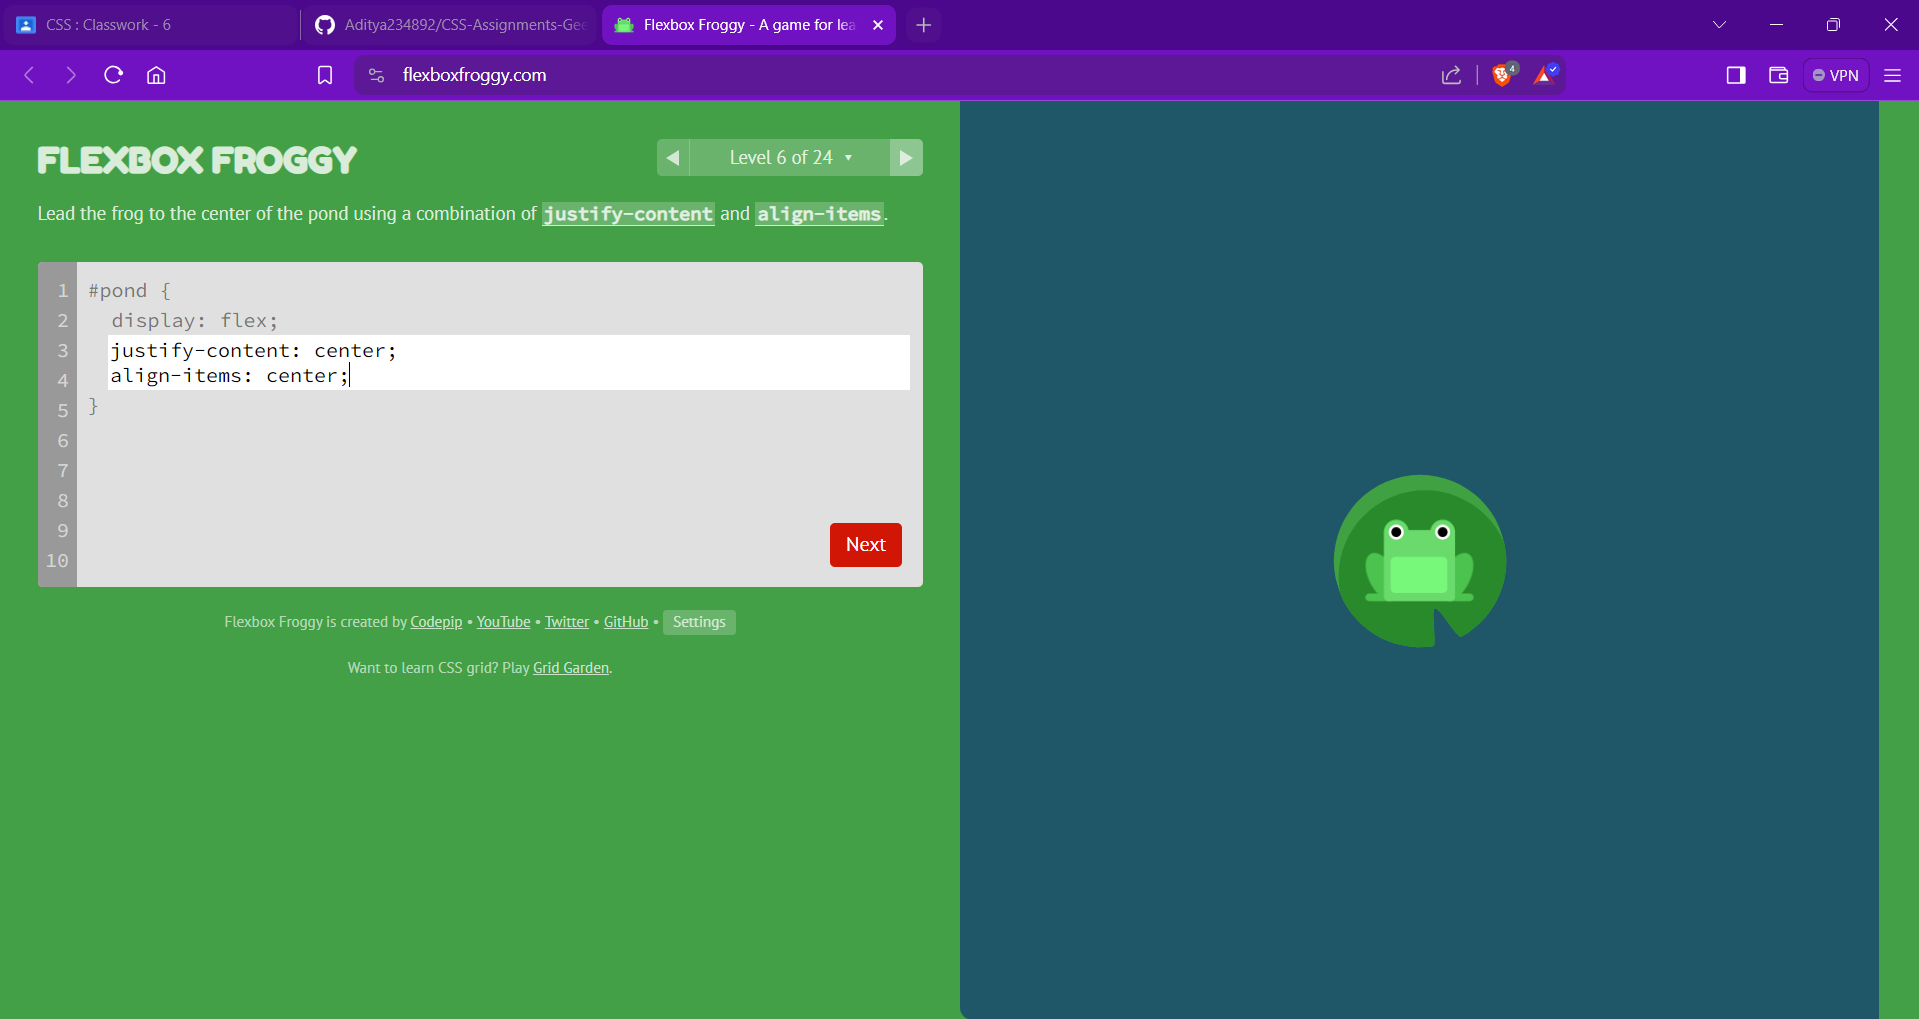 CSS : Classwork - 6
Aditya234892/CSS-Assignments-Gee
Flexbox Froggy - A game for lea
flexboxfroggy.com
4
VPN
FLEXBOX FROGGY
Level 6 of 24
Lead the frog to the center of the pond using a combination of justify-content and align-items.
1 #pond {
2 display: flex;
3 justify-content: center;
4 align-items: center;
5 }
6
7
8
9
10
Next
Flexbox Froggy is created by Codepip • YouTube • Twitter • GitHub • Settings
Want to learn CSS grid? Play Grid Garden.